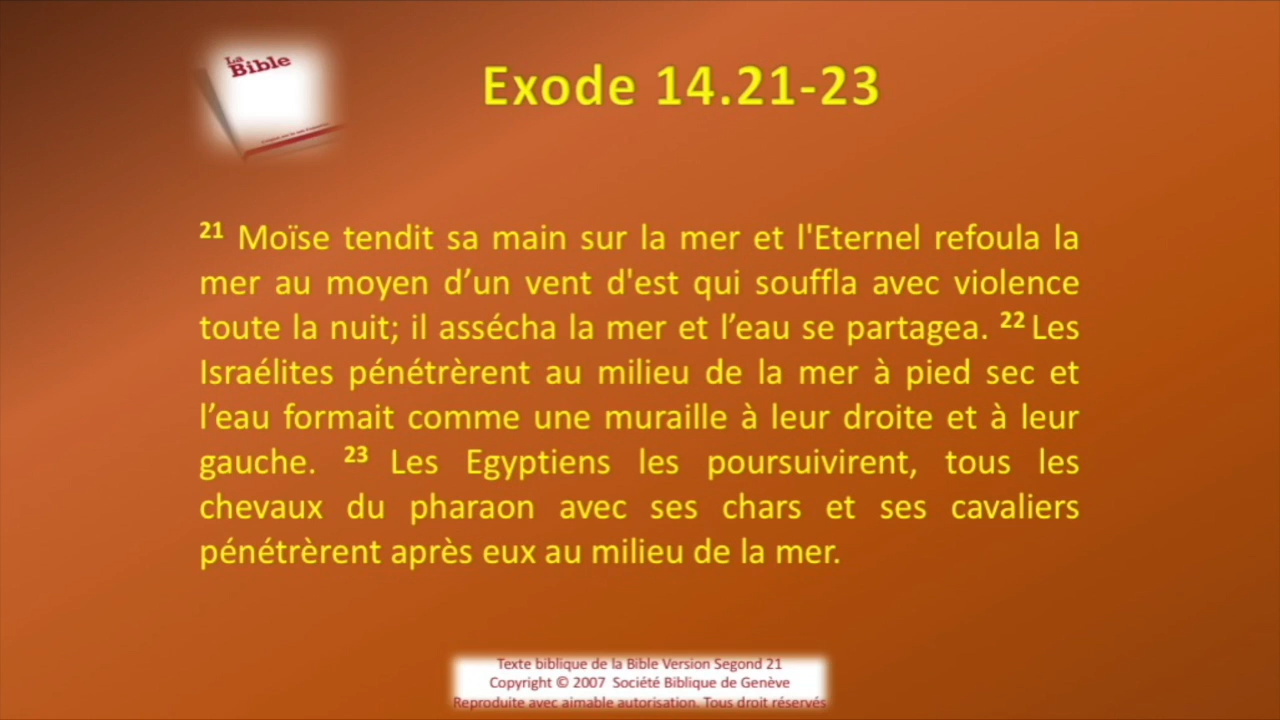 La
Bible
Exode 14.21-23
21 Moïse tendit sa main sur la mer et l'Eternel refoula la
mer au moyen d’un vent d'est qui souffla avec violence
toute la nuit; il assécha la mer et l’eau se partagea. 22 Les
Israélites pénétrèrent au milieu de la mer à pied sec et
l’eau formait comme une muraille à leur droite et à leur
gauche. 23 Les Egyptiens les poursuivirent, tous les
chevaux du pharaon avec ses chars et ses cavaliers
pénétrèrent après eux au milieu de la mer.
Texte biblique de la Bible Version Segond 21
Copyright © 2007 Société Biblique de Genève
Reproduite avec aimable autorisation. Tous droit réservés